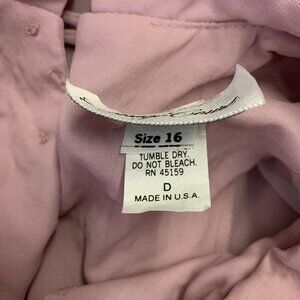 Size 16
TUMBLE DRY.
DO NOT BLEACH.
RN 45159
D
MADE IN U.S.A.